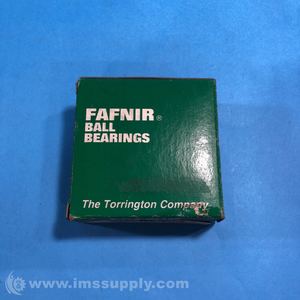 FAFNIR®
BALL
BEARINGS
The Torrington Company
© www.imssupply.com